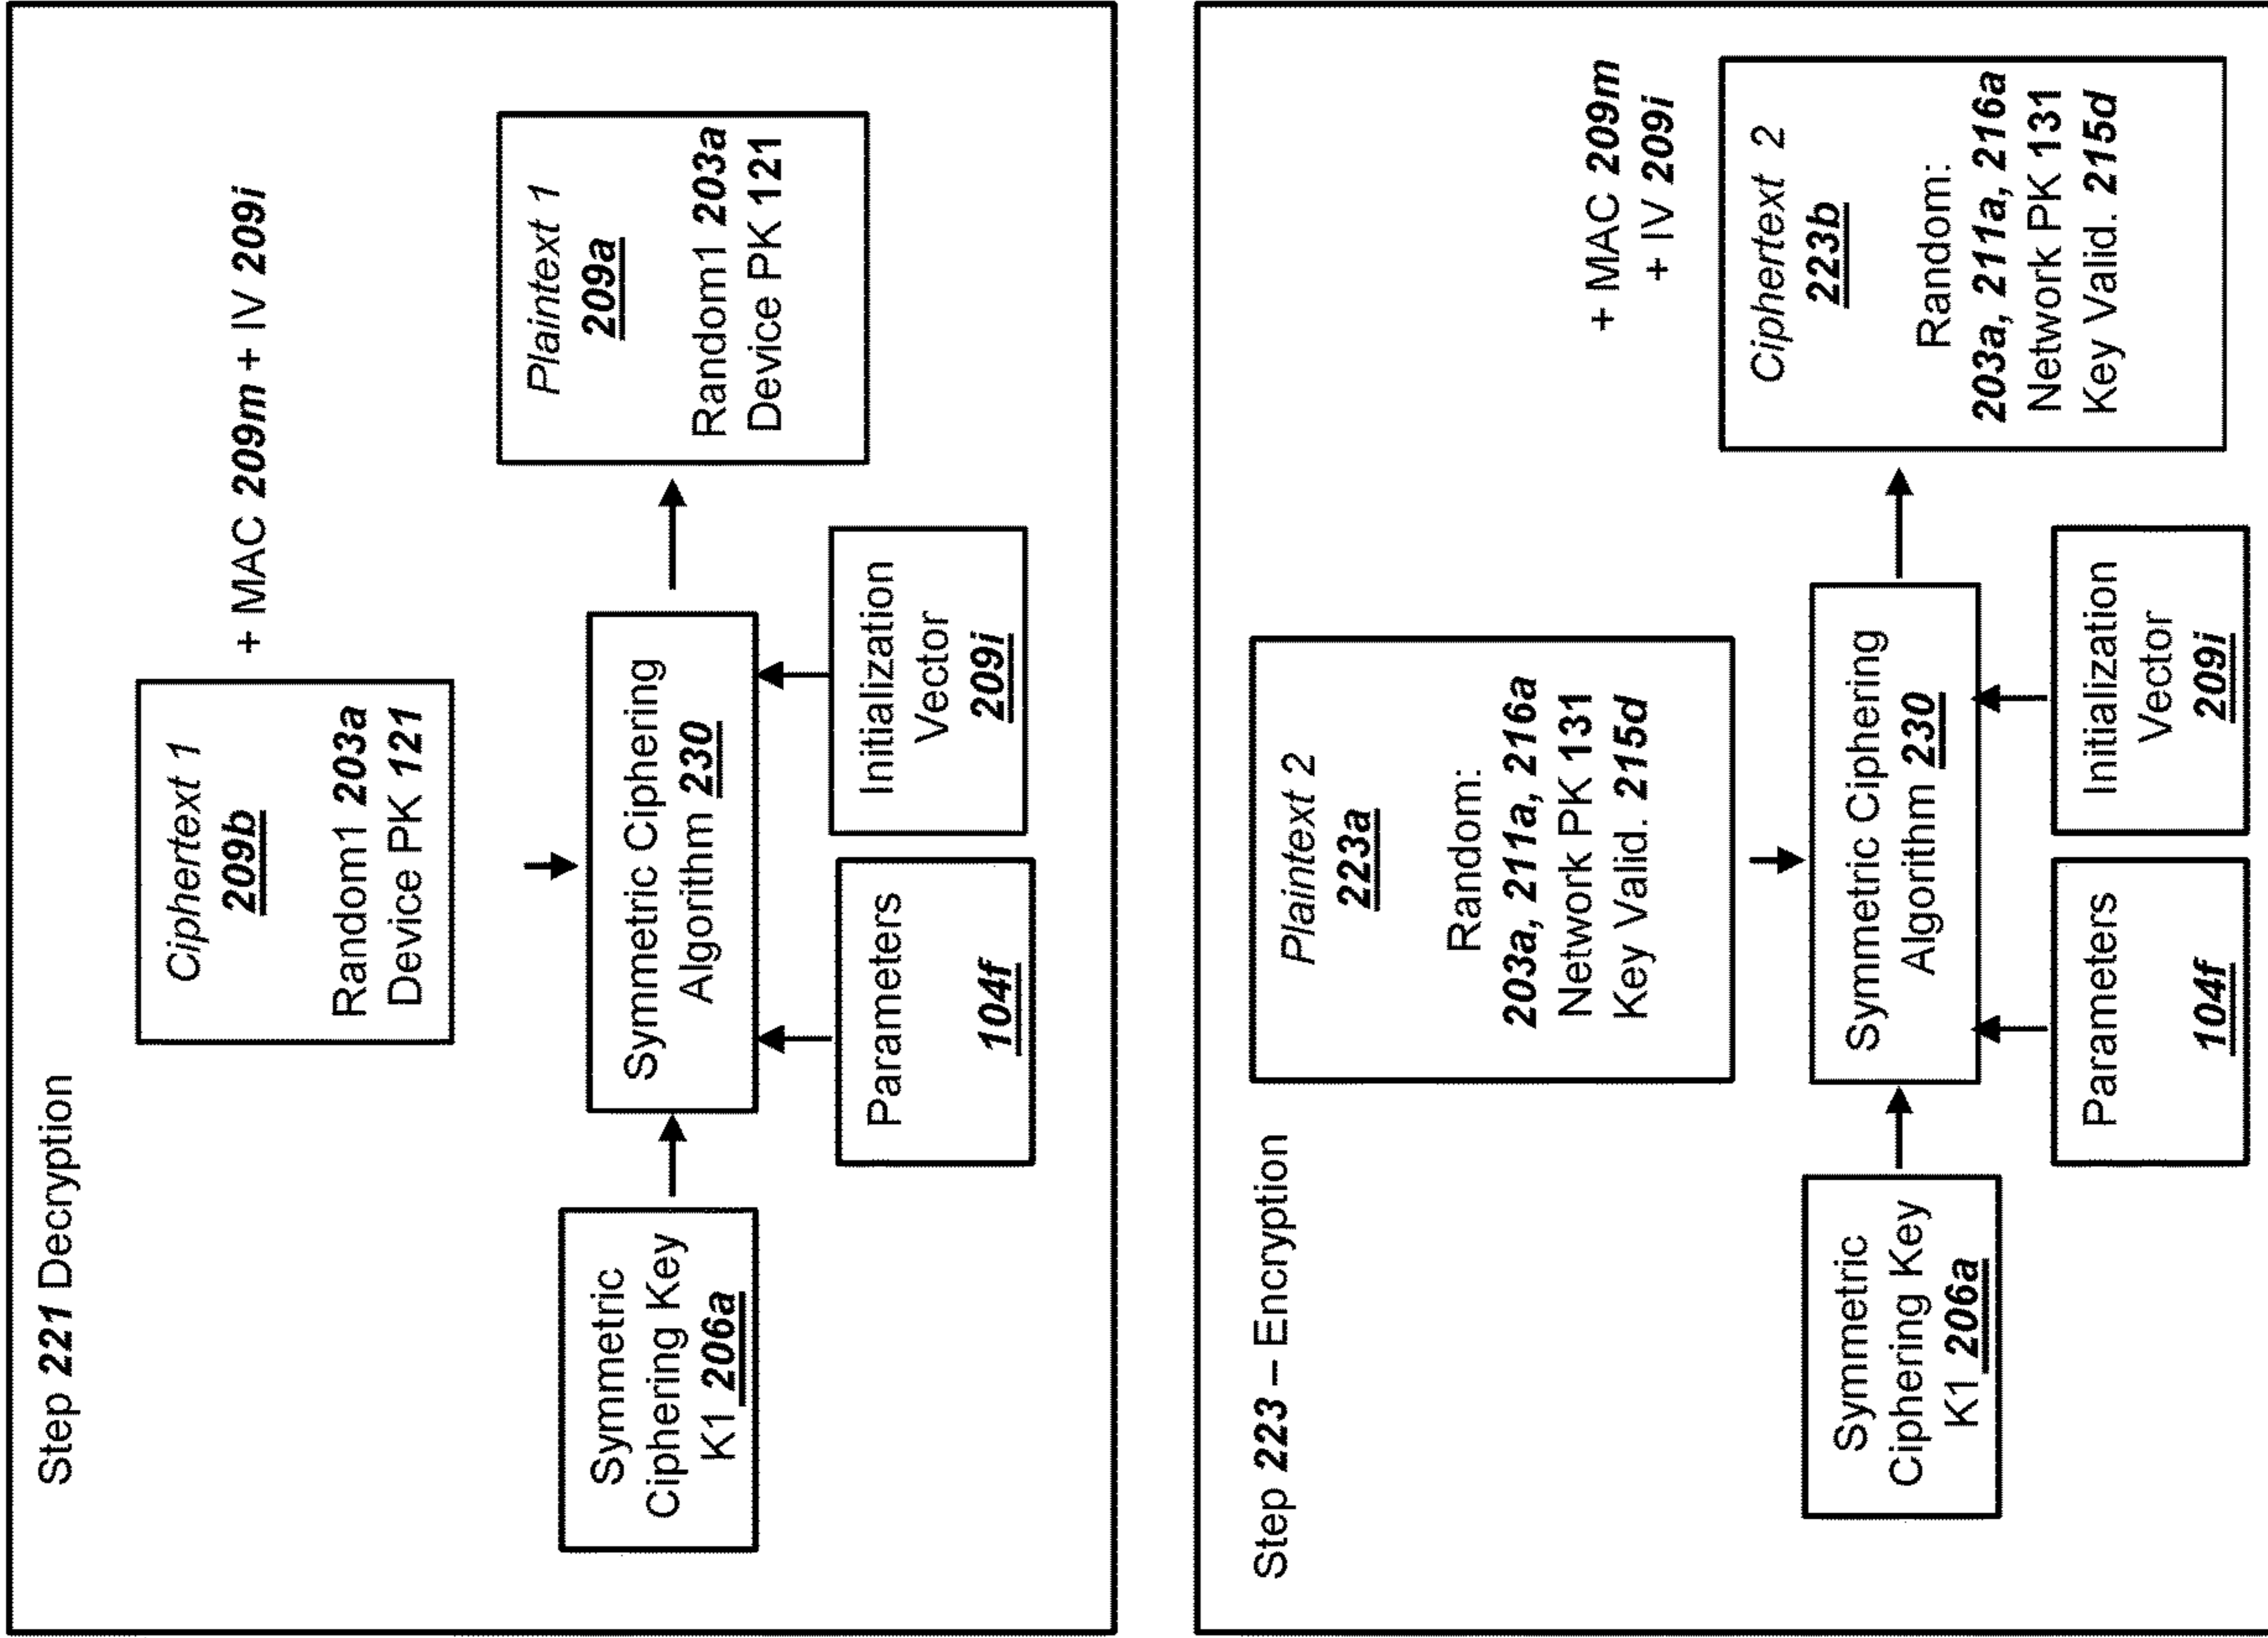 Step 221 Decryption
Ciphertext 1
209b
Random1 203a
Device PK 121
+ MAC 209m + IV 209i
Symmetric
Ciphering Key
K1 206a
Symmetric Ciphering
Algorithm 230
Plaintext 1
209a
Random1 203a
Device PK 121
Parameters
104f
Initialization
Vector
209i
Step 223 – Encryption
Plaintext 2
223a
Random:
203a, 211a, 216a
Network PK 131
Key Valid. 215d
+ MAC 209m
+ IV 209i
Symmetric
Ciphering Key
K1 206a
Symmetric Ciphering
Algorithm 230
Ciphertext 2
223b
Random:
203a, 211a, 216a
Network PK 131
Key Valid. 215d
Parameters
104f
Initialization
Vector
209i